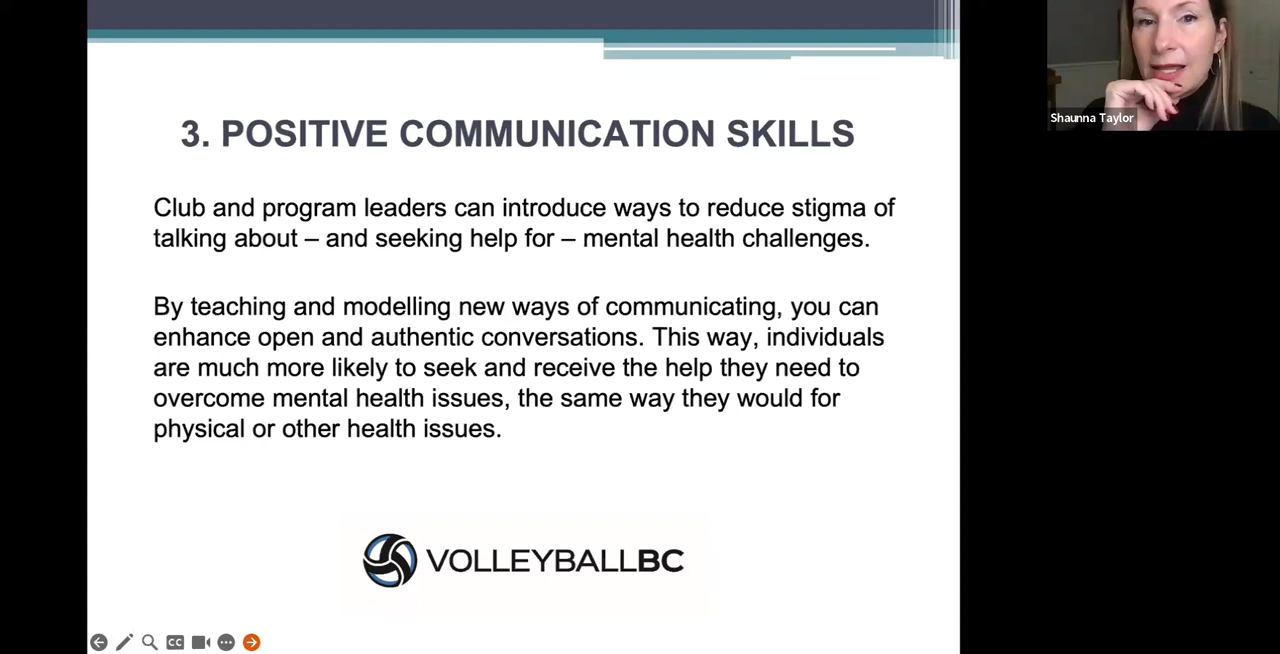 3. POSITIVE COMMUNICATION SKILLS
Club and program leaders can introduce ways to reduce stigma of
talking about – and seeking help for – mental health challenges.
By teaching and modelling new ways of communicating, you can
enhance open and authentic conversations. This way, individuals
are much more likely to seek and receive the help they need to
overcome mental health issues, the same way they would for
physical or other health issues.
VOLLEYBALLBC
CC
Shaunna Taylor